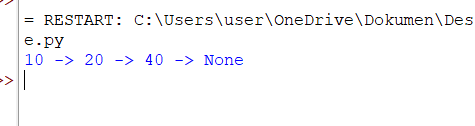 >>
= RESTART: C:\Users\user\OneDrive\Dokumen\Des
e.py
10 -> 20 -> 40 -> None
>>